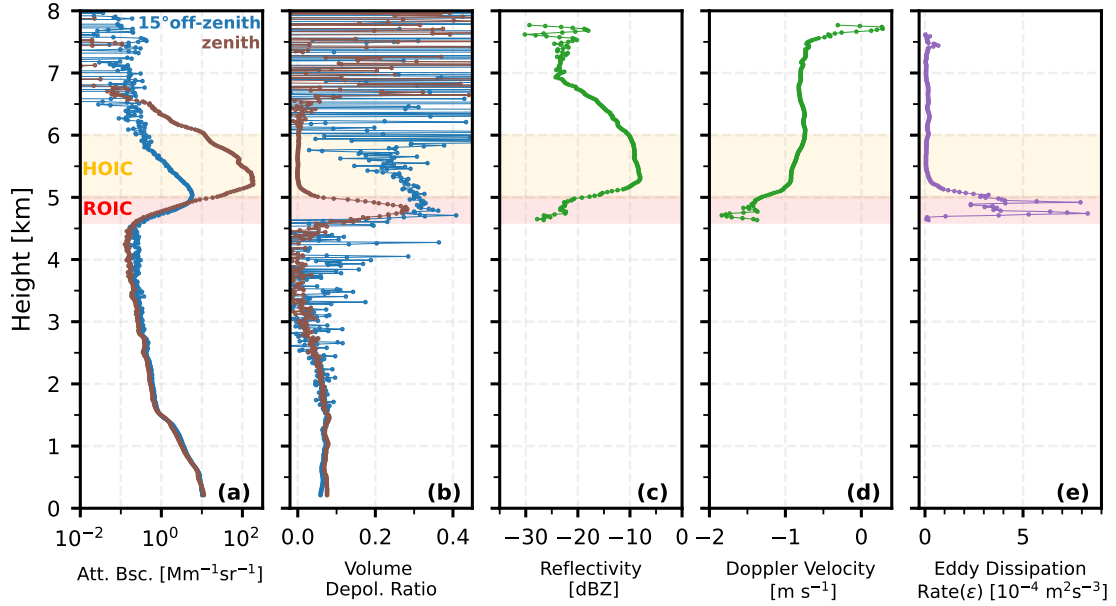 15°off-zenith
zenith
HOIC
ROIC
Height [km]
8
7
6
5
4
3
2
1
0
(a)
(b)
(c)
(d)
(e)
10⁻² 10⁰ 10²
0.0 0.2 0.4
−30 −20 −10 0
−2 −1 0
0 5
Att. Bsc. [Mm⁻¹sr⁻¹]
Volume
Depol. Ratio
Reflectivity
[dBZ]
Doppler Velocity
[m s⁻¹]
Eddy Dissipation
Rate(ε) [10⁻⁴ m²s⁻³]